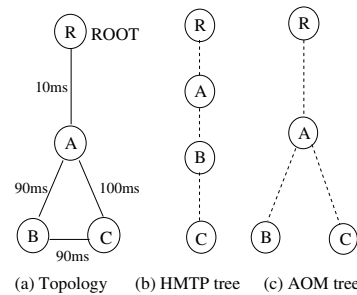 R ROOT
10ms
A
90ms 100ms
B C
90ms
(a) Topology
R
A
B
C
(b) HMTP tree
R
A
B C
(c) AOM tree